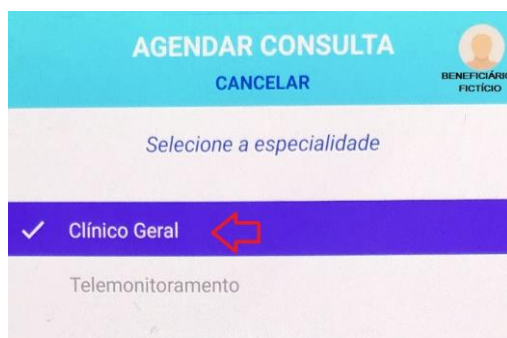 AGENDAR CONSULTA
CANCELAR
BENEFICIÁRIO
FICTÍCIO
Selecione a especialidade
Clínico Geral
Telemonitoramento